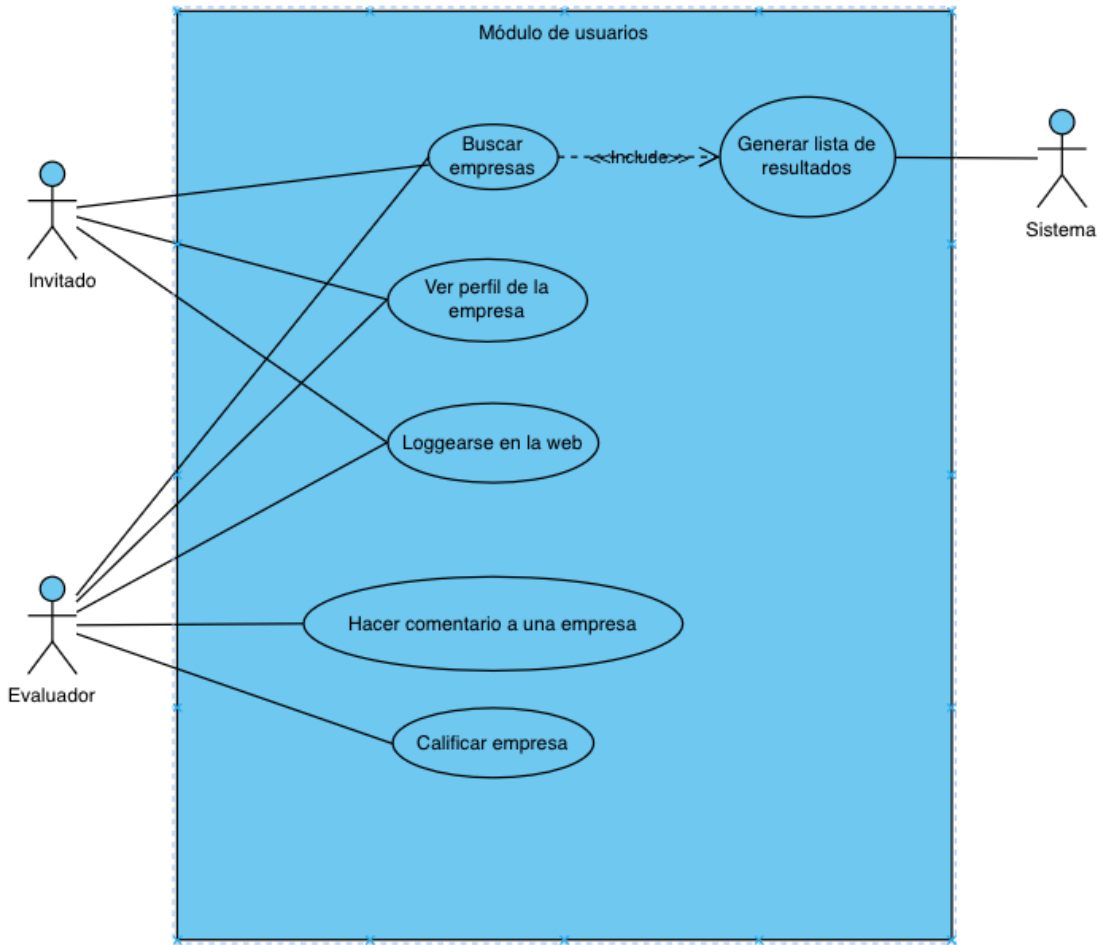 Módulo de usuarios
Buscar
empresas
<<Include>>
Generar lista de
resultados
Sistema
Invitado
Ver perfil de la
empresa
Loggearse en la web
Hacer comentario a una empresa
Evaluador
Calificar empresa